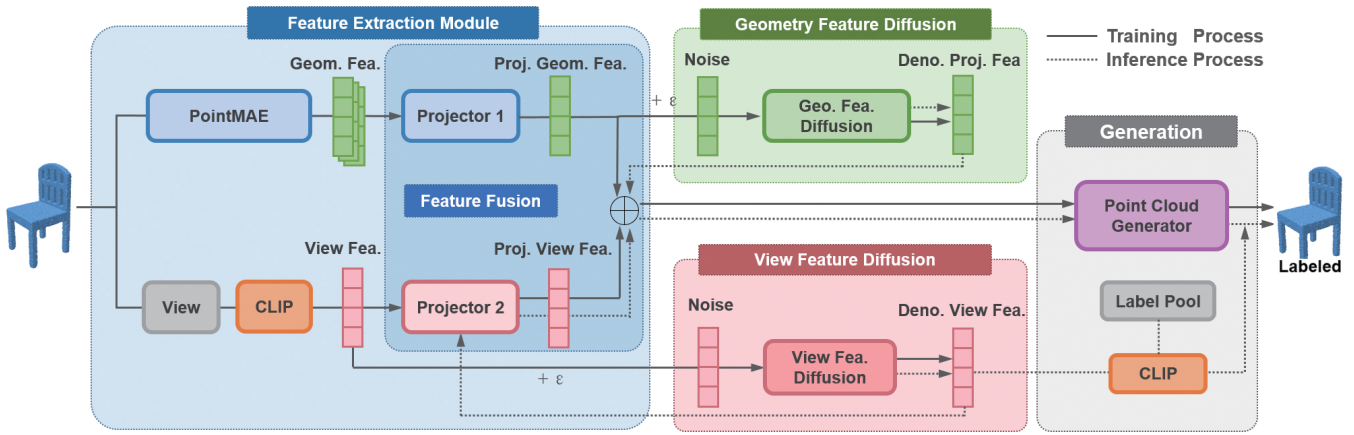 Feature Extraction Module
Geometry Feature Diffusion
Training Process
Inference Process
Geom. Fea.
Proj. Geom. Fea.
Noise
Deno. Proj. Fea
PointMAE
Projector 1
+ ε
Geo. Fea.
Diffusion
Generation
Feature Fusion
Point Cloud
Generator
View Fea.
Proj. View Fea.
View Feature Diffusion
Labeled
View
CLIP
Projector 2
Noise
Deno. View Fea.
Label Pool
View Fea.
Diffusion
CLIP
+ ε